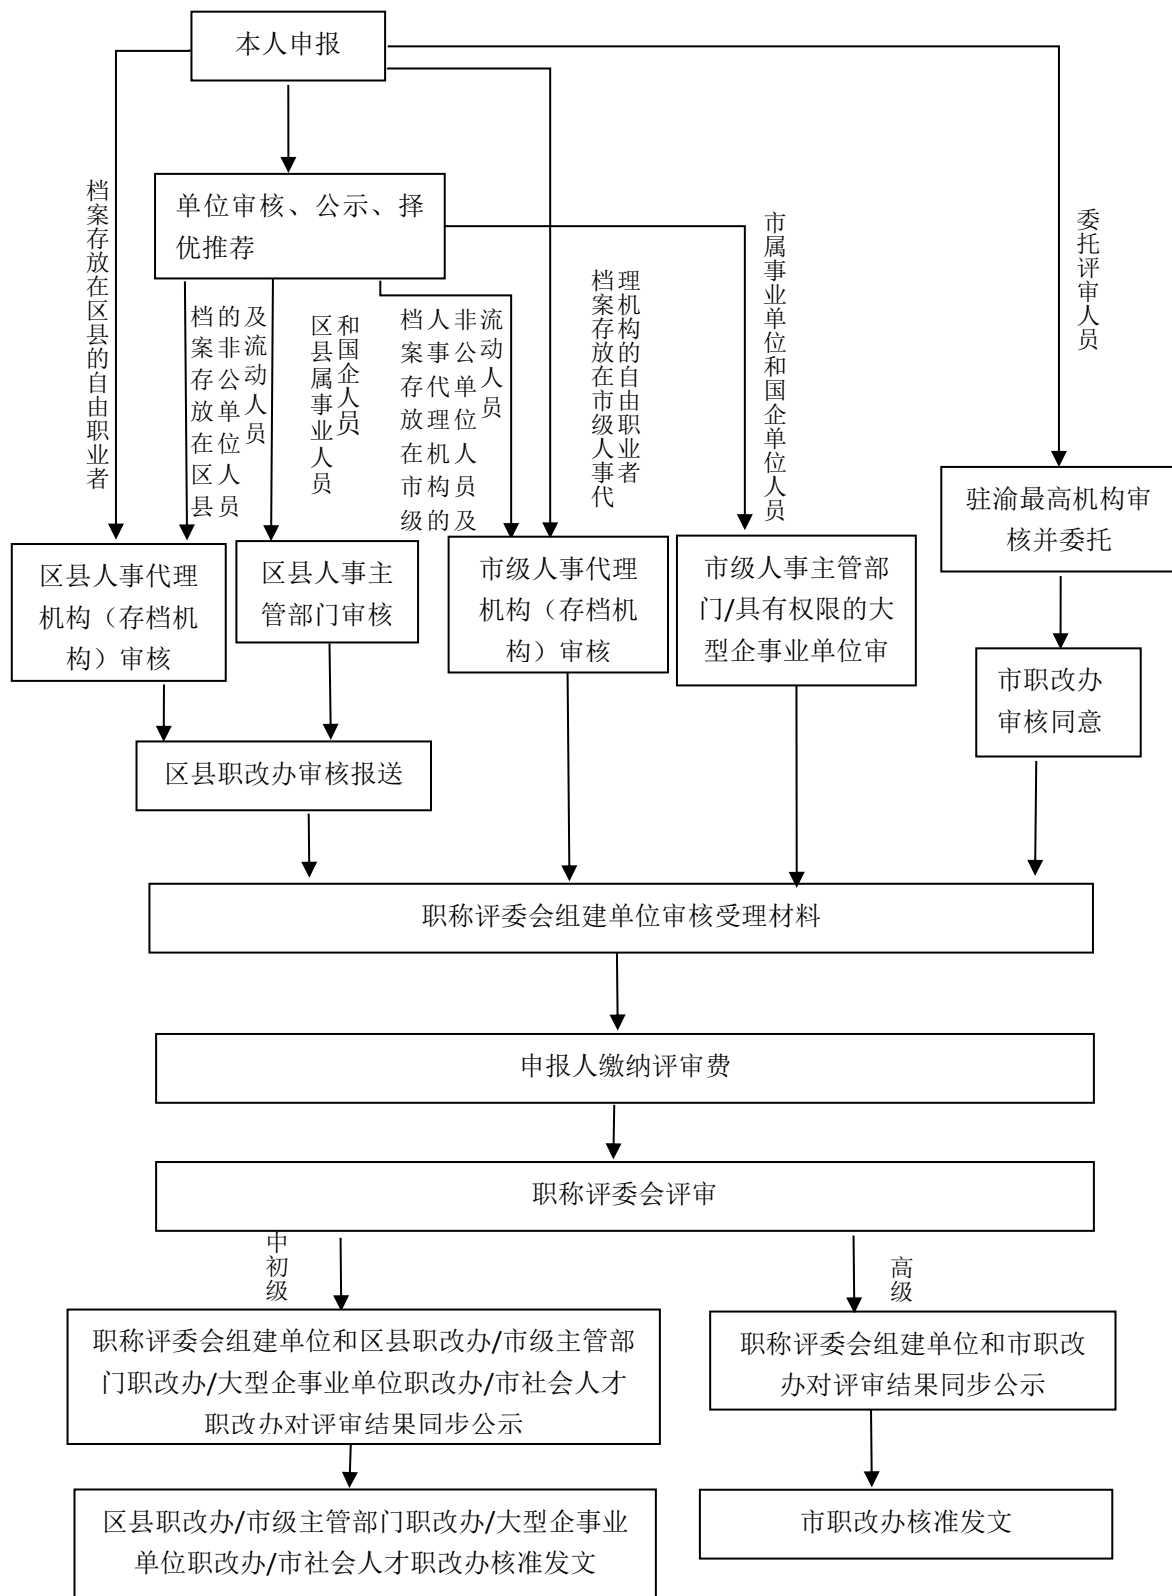 本人申报
单位审核、公示、择
优推荐
档案存放在区县的自由职业者
档案存放在区县
的非公单位人员
及流动人员
区县属事业人员
和国企人员
档案存放在市级
人事代理机构的
非公单位人员及
流动人员
档案存放在市级人事代
理机构的自由职业者
市属事业单位和国企单位人员
委托评审人员
区县人事代理
机构（存档机
构）审核
区县人事主
管部门审核
市级人事代理
机构（存档机
构）审核
市级人事主管部
门/具有权限的大
型企事业单位审
驻渝最高机构审
核并委托
市职改办
审核同意
区县职改办审核报送
职称评委会组建单位审核受理材料
申报人缴纳评审费
职称评委会评审
中初级
高级
职称评委会组建单位和区县职改办/市级主管部
门职改办/大型企事业单位职改办/市社会人才
职改办对评审结果同步公示
职称评委会组建单位和市职改
办对评审结果同步公示
区县职改办/市级主管部门职改办/大型企事业
单位职改办/市社会人才职改办核准发文
市职改办核准发文